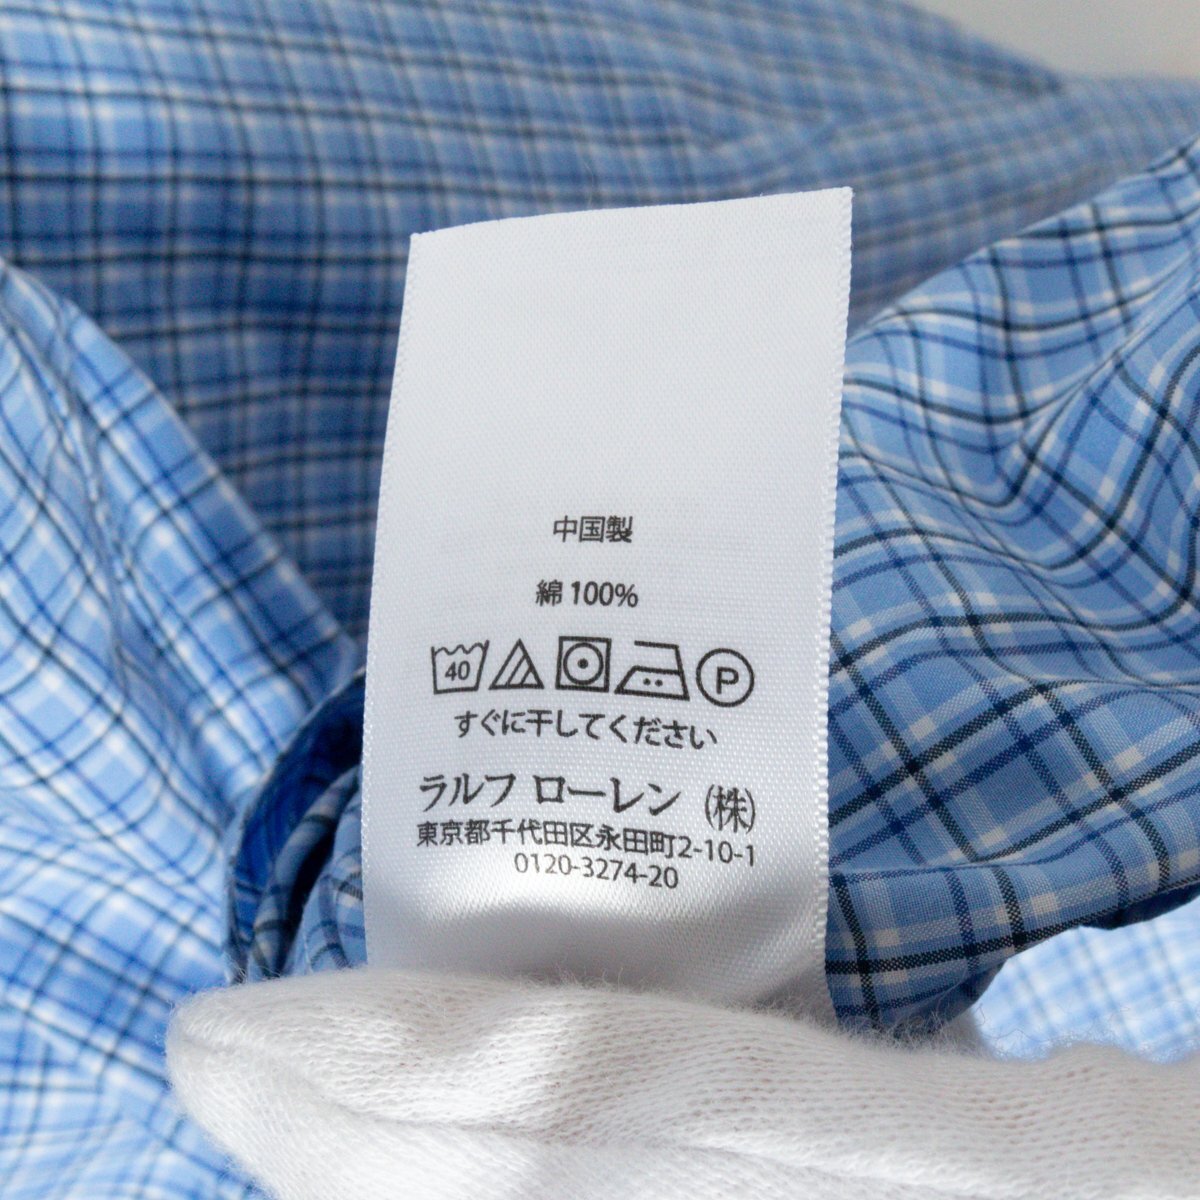 中国製
綿 100%
40 P
すぐに干してください
ラルフ ローレン (株)
東京都千代田区永田町2-10-1
0120-3274-20